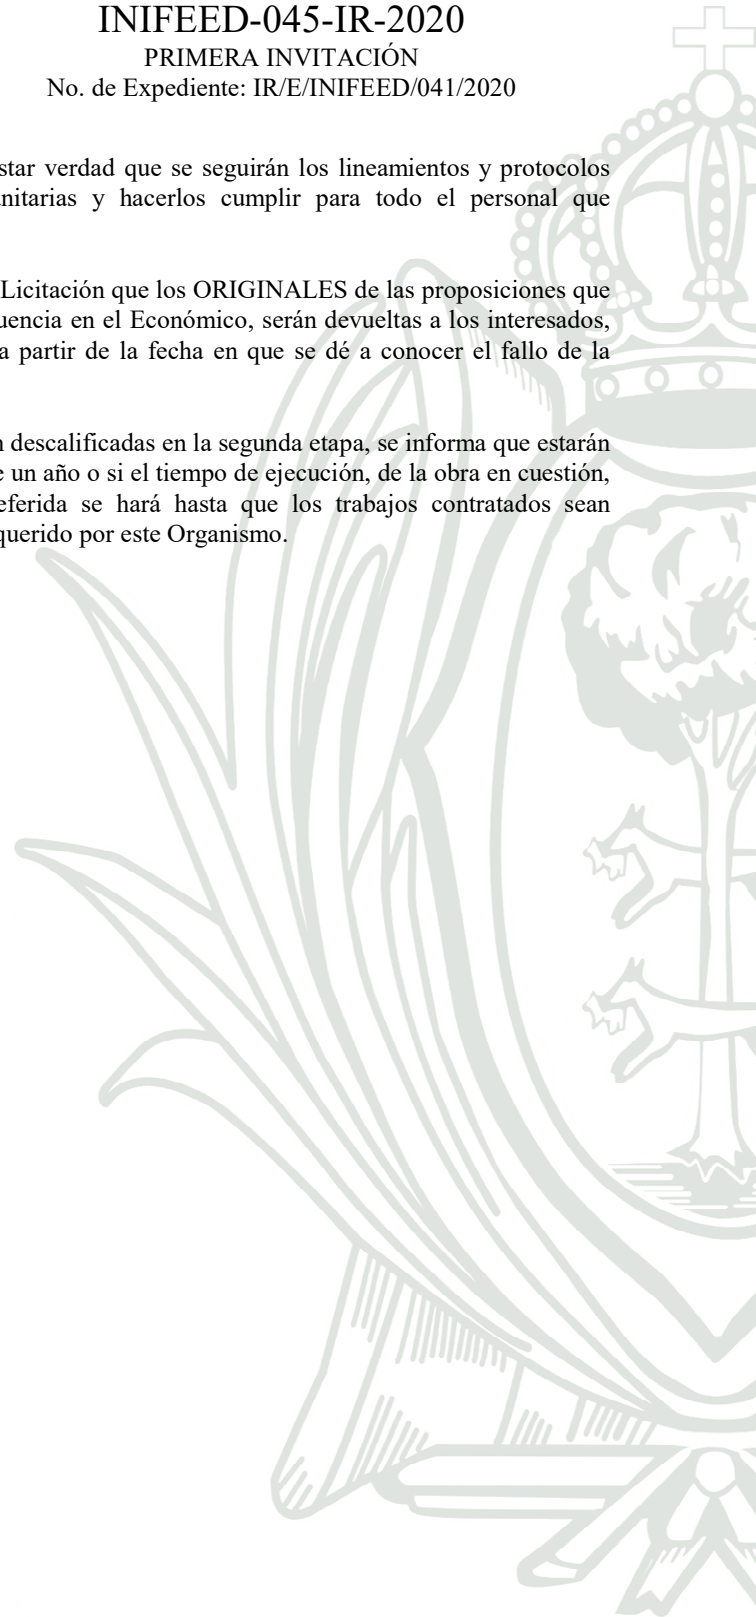 INIFEED-045-IR-2020
PRIMERA INVITACIÓN
No. de Expediente: IR/E/INIFEED/041/2020
star verdad que se seguirán los lineamientos y protocolos
nitarias y hacerlos cumplir para todo el personal que
Licitación que los ORIGINALES de las proposiciones que
uencia en el Económico, serán devueltas a los interesados,
a partir de la fecha en que se dé a conocer el fallo de la
n descalificadas en la segunda etapa, se informa que estarán
e un año o si el tiempo de ejecución, de la obra en cuestión,
eferida se hará hasta que los trabajos contratados sean
querido por este Organismo.